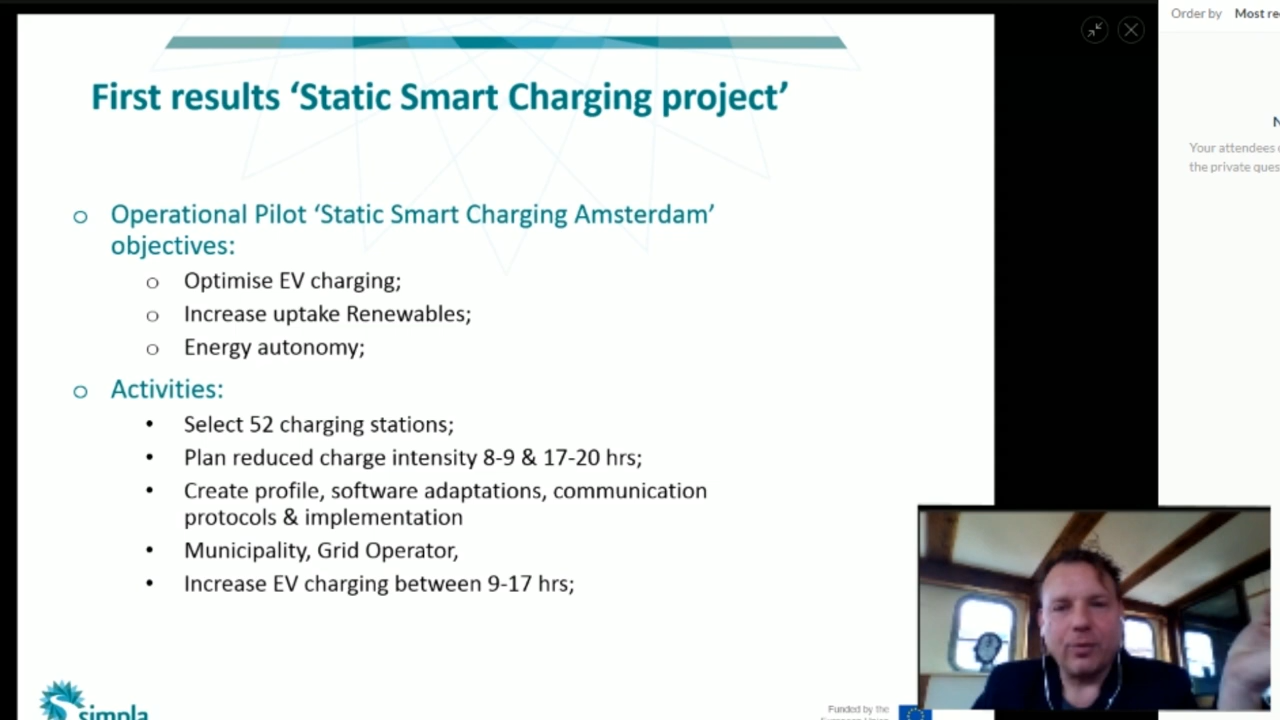 Order by Most re
First results ‘Static Smart Charging project’
Your attendees
the private ques
o Operational Pilot ‘Static Smart Charging Amsterdam’
objectives:
o Optimise EV charging;
o Increase uptake Renewables;
o Energy autonomy;
o Activities:
• Select 52 charging stations;
• Plan reduced charge intensity 8-9 & 17-20 hrs;
• Create profile, software adaptations, communication
protocols & implementation
• Municipality, Grid Operator,
• Increase EV charging between 9-17 hrs;
simpla
Funded by the
European Union